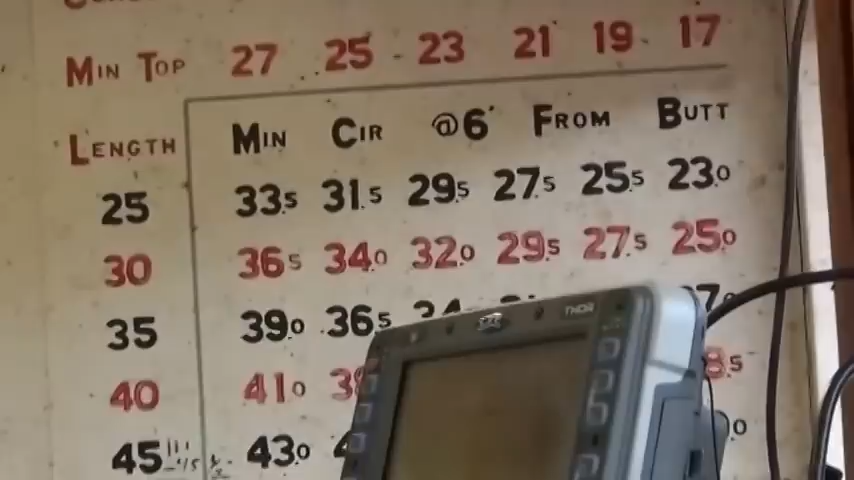 MIN TOP 27 25 23 21 19 17
LENGTH MIN CIR @6' FROM BUTT
25 33.5 31.5 29.5 27.5 25.5 23.0
30 36.5 34.0 32.0 29.5 27.5 25.0
35 39.0 36.5
THOR
40 41.0
45 43.0